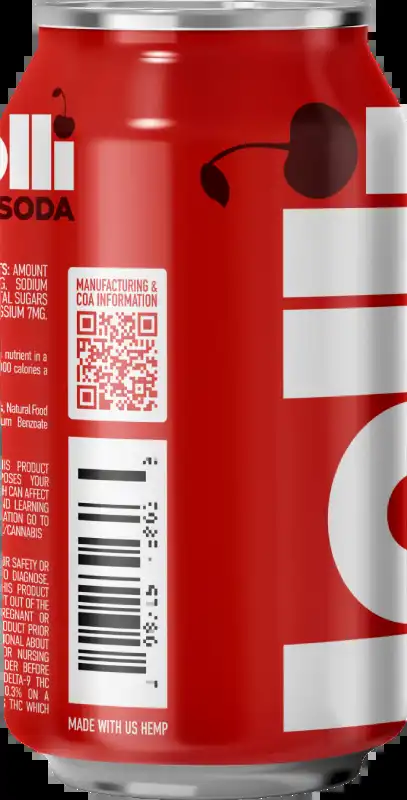 olli
SODA
TS: AMOUNT
G. SODIUM
TAL SUGARS
SSIUM 7MG.
nutrient in a
000 calories a
s, Natural Food
um Benzoate
IS PRODUCT
POSES YOUR
H CAN AFFECT
ND LEARNING
ATION GO TO
/CANNABIS
UR SAFETY OR
O DIAGNOSE,
HIS PRODUCT
T OUT OF THE
REGNANT OR
ODUCT PRIOR
IONAL ABOUT
OR NURSING
DER BEFORE
DELTA-9 THC
0.3% ON A
THC WHICH
MANUFACTURING &
COA INFORMATION
MADE WITH US HEMP